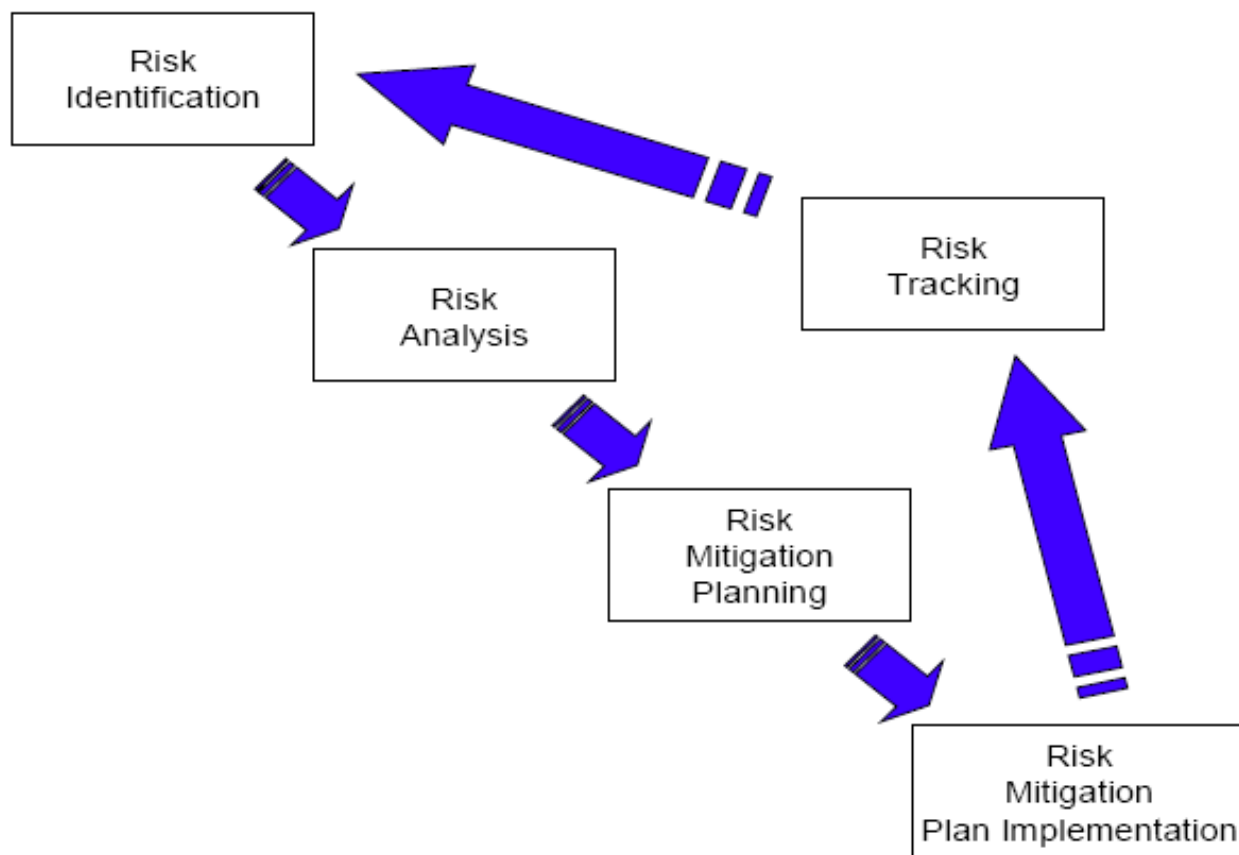 Risk
Identification
Risk
Analysis
Risk
Mitigation
Planning
Risk
Mitigation
Plan Implementation
Risk
Tracking